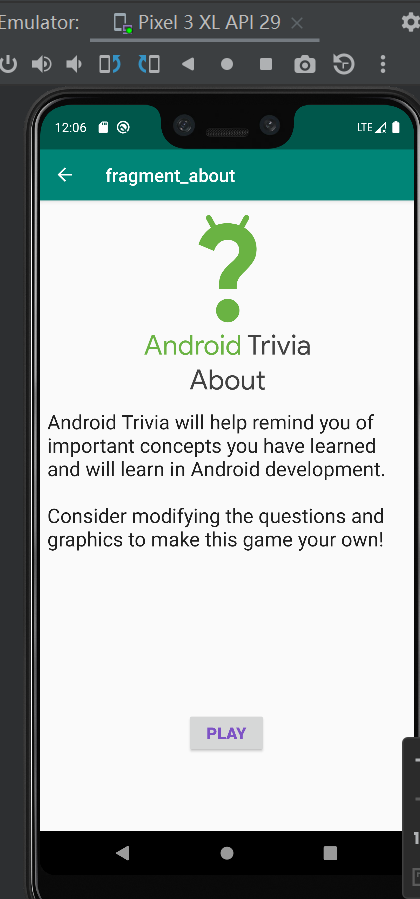 Emulator: Pixel 3 XL API 29
12:06 LTE
fragment_about
Android Trivia
About
Android Trivia will help remind you of
important concepts you have learned
and will learn in Android development.
Consider modifying the questions and
graphics to make this game your own!
PLAY